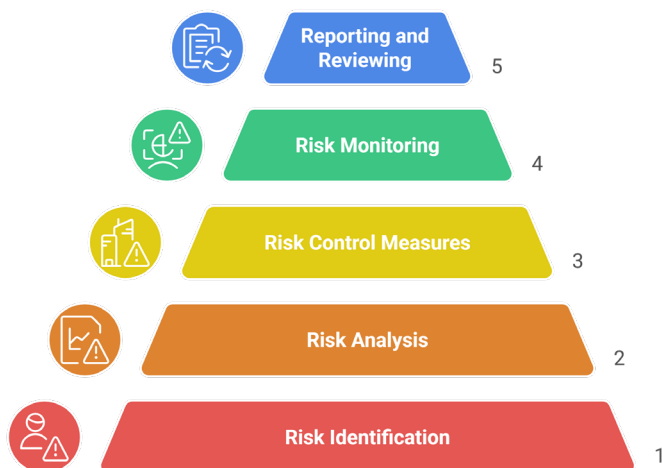 Reporting and
Reviewing
5
Risk Monitoring
4
Risk Control Measures
3
Risk Analysis
2
Risk Identification
1